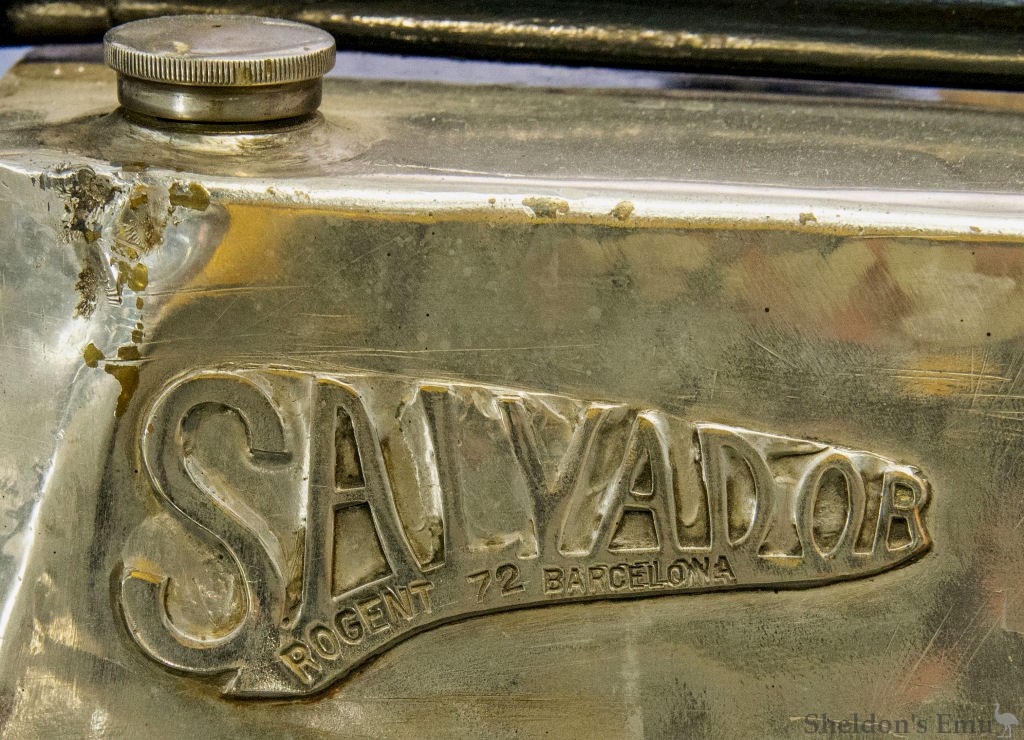 SALVADOR
ROGENT 72 BARCELONA
Sheldon's Emu